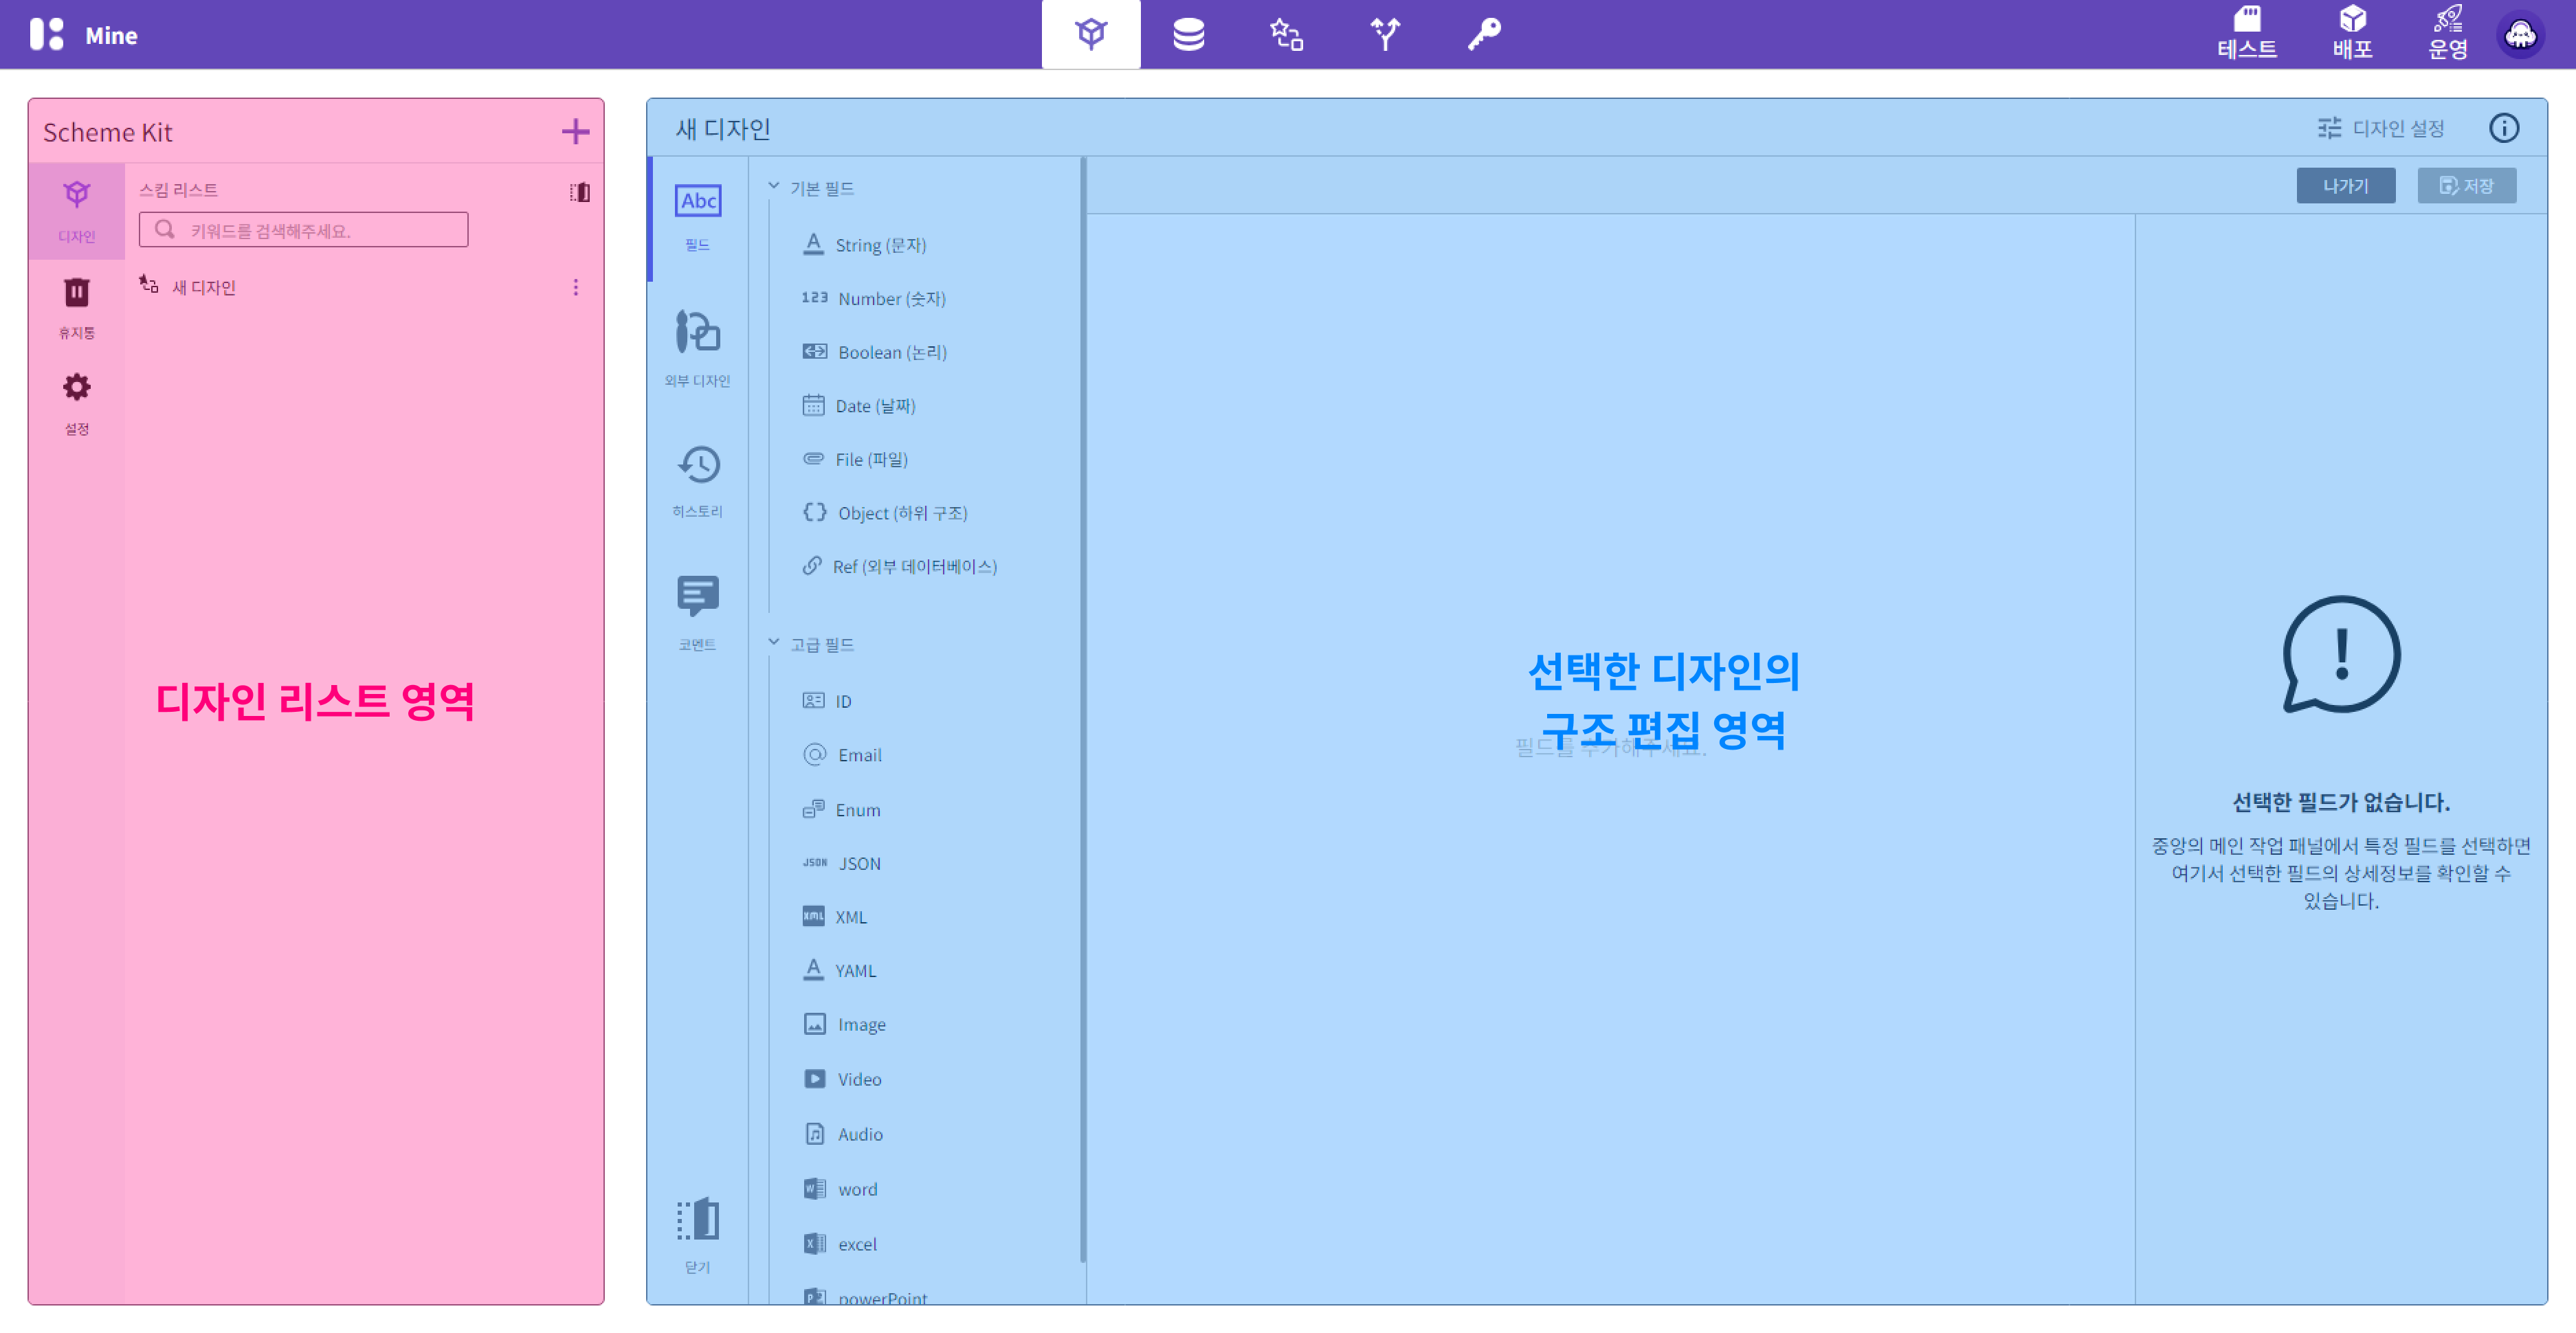 Mine
테스트
배포
운영
Scheme Kit
디자인
휴지통
설정
스킴 리스트
키워드를 검색해주세요.
새 디자인
디자인 리스트 영역
새 디자인
디자인 설정
나가기
저장
Abc
필드
외부 디자인
히스토리
코멘트
닫기
기본 필드
String (문자)
123 Number (숫자)
Boolean (논리)
Date (날짜)
File (파일)
Object (하위 구조)
Ref (외부 데이터베이스)
고급 필드
ID
Email
Enum
JSON JSON
XML XML
YAML
Image
Video
Audio
word
excel
powerPoint
선택한 디자인의
구조 편집 영역
필드를 추가해주세요.
선택한 필드가 없습니다.
중앙의 메인 작업 패널에서 특정 필드를 선택하면
여기서 선택한 필드의 상세정보를 확인할 수
있습니다.